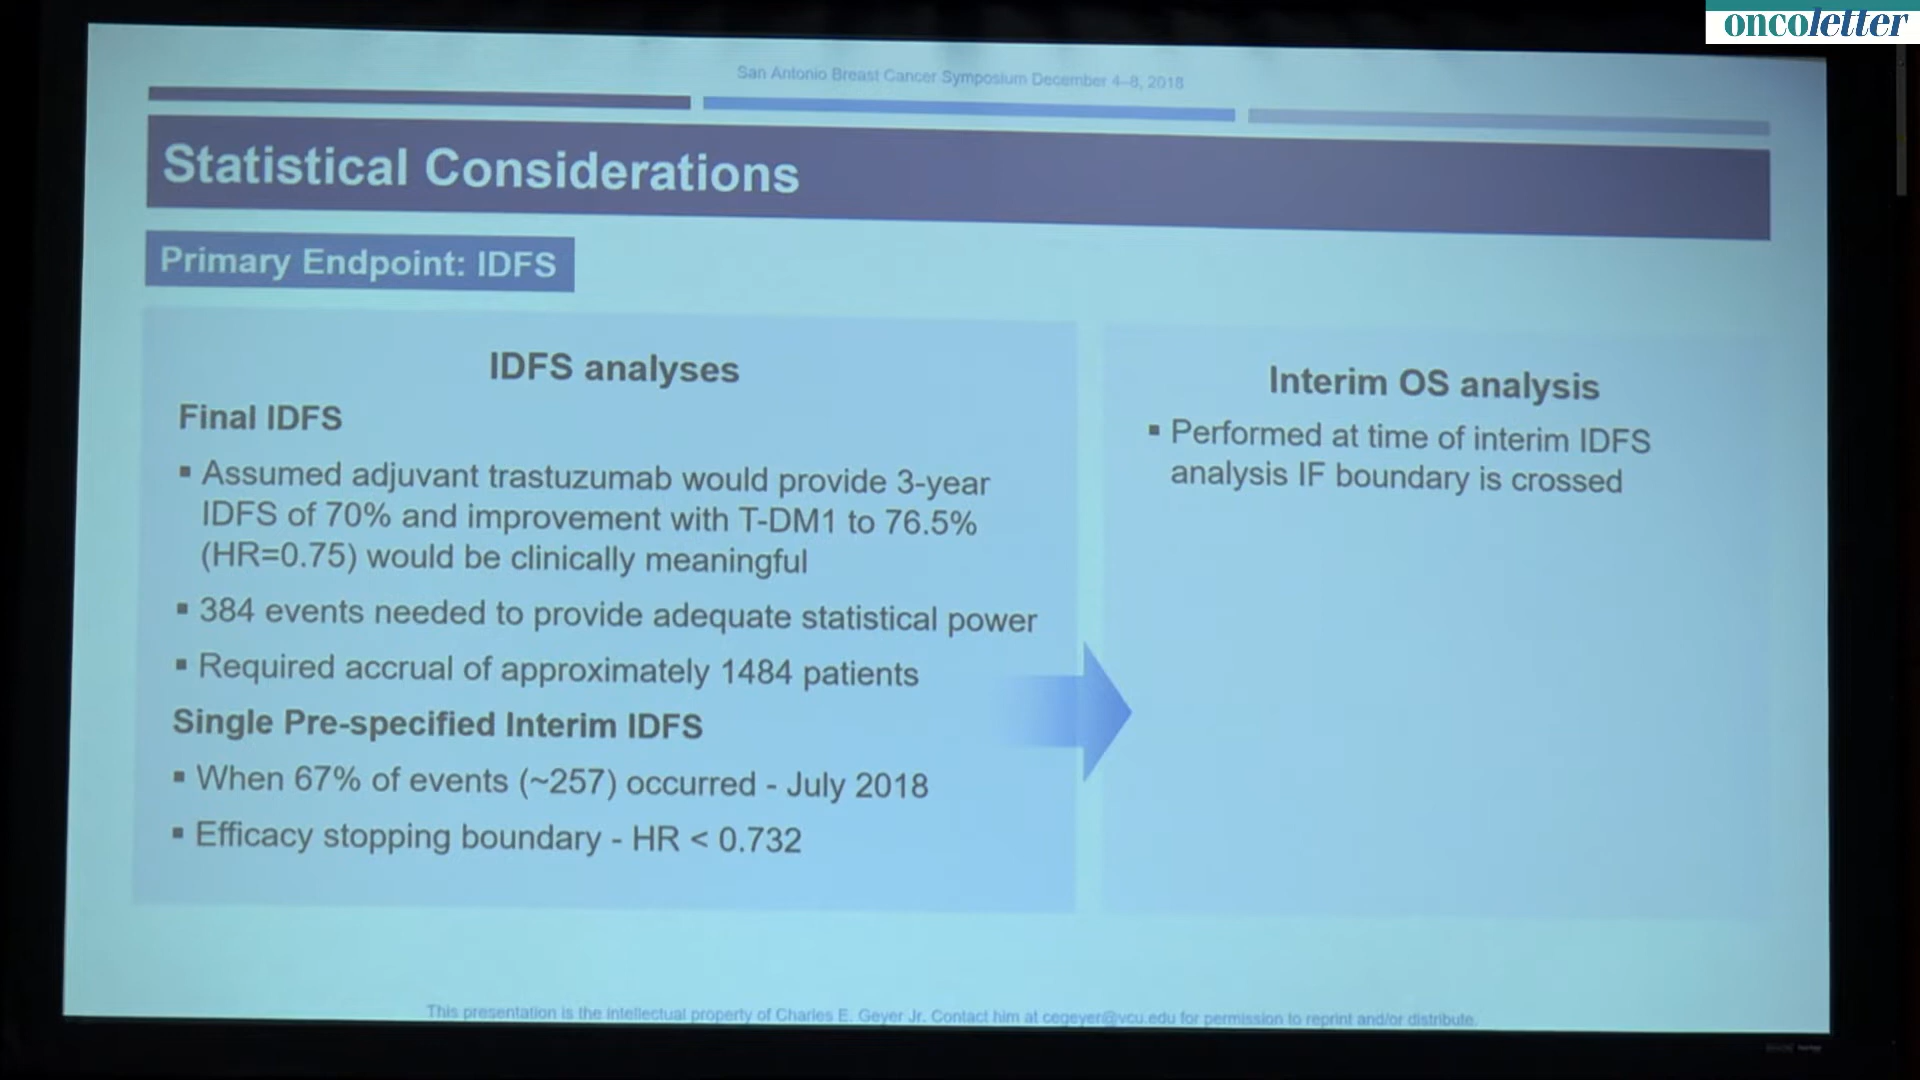 oncoletter
San Antonio Breast Cancer Symposium December 4–8, 2018
Statistical Considerations
Primary Endpoint: IDFS
IDFS analyses
Final IDFS
▪ Assumed adjuvant trastuzumab would provide 3-year
IDFS of 70% and improvement with T-DM1 to 76.5%
(HR=0.75) would be clinically meaningful
▪ 384 events needed to provide adequate statistical power
▪ Required accrual of approximately 1484 patients
Single Pre-specified Interim IDFS
▪ When 67% of events (~257) occurred - July 2018
▪ Efficacy stopping boundary - HR < 0.732
Interim OS analysis
▪ Performed at time of interim IDFS
analysis IF boundary is crossed
This presentation is the intellectual property of Charles E. Geyer Jr. Contact him at cegeyer@vcu.edu for permission to reprint and/or distribute.